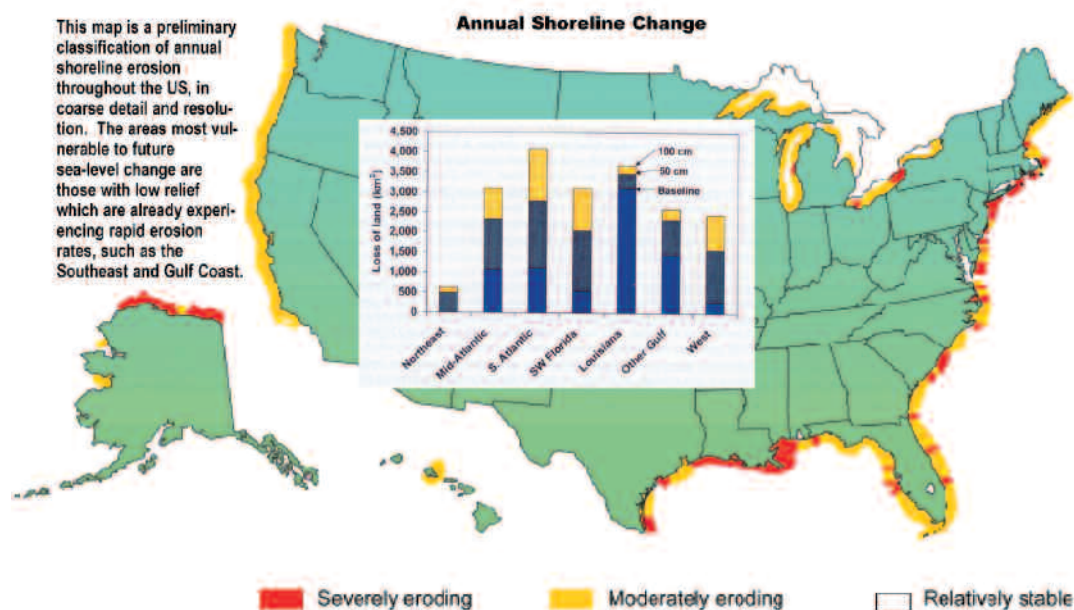 Annual Shoreline Change
This map is a preliminary
classification of annual
shoreline erosion
throughout the US, in
coarse detail and resolu-
tion. The areas most vul-
nerable to future
sea-level change are
those with low relief
which are already experi-
encing rapid erosion
rates, such as the
Southeast and Gulf Coast.
Loss of land (km²)
4,500
4,000
3,500
3,000
2,500
2,000
1,500
1,000
500
0
100 cm
50 cm
Baseline
Northeast
Mid-Atlantic
S. Atlantic
SW Florida
Louisiana
Other Gulf
West
Severely eroding
Moderately eroding
Relatively stable